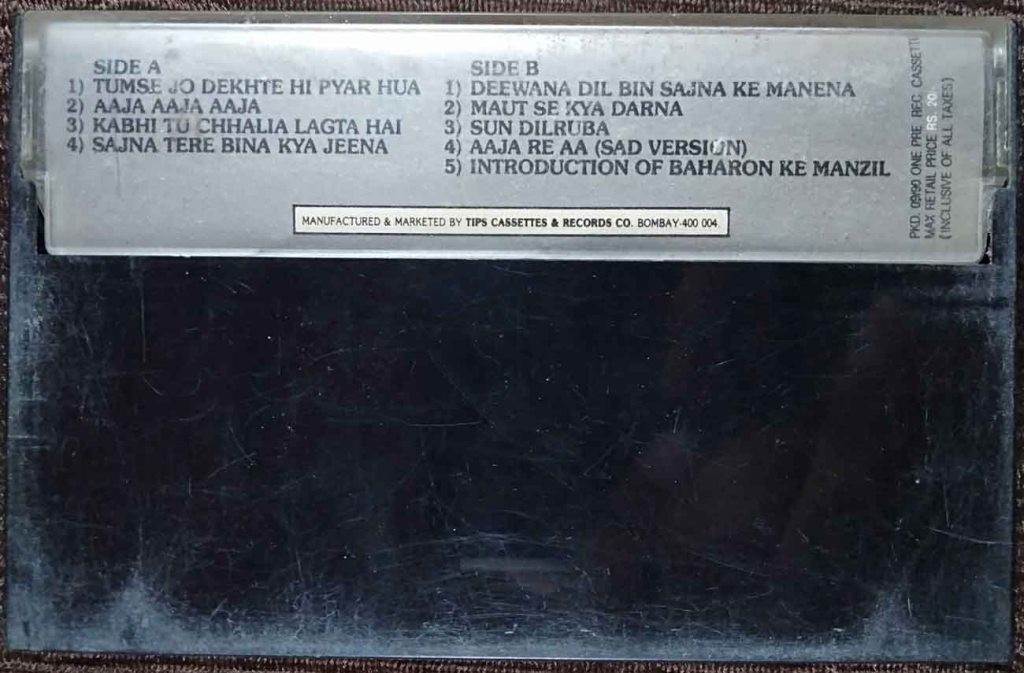 SIDE A
1) TUMSE JO DEKHTE HI PYAR HUA
2) AAJA AAJA AAJA
3) KABHI TU CHHALIA LAGTA HAI
4) SAJNA TERE BINA KYA JEENA
SIDE B
1) DEEWANA DIL BIN SAJNA KE MANENA
2) MAUT SE KYA DARNA
3) SUN DILRUBA
4) AAJA RE AA (SAD VERSION)
5) INTRODUCTION OF BAHARON KE MANZIL
MANUFACTURED & MARKETED BY TIPS CASSETTES & RECORDS CO. BOMBAY-400 004
PKD. ONE PRE REC CASSETTE
MAX RETAIL PRICE RS. 20
(INCLUSIVE OF ALL TAXES)